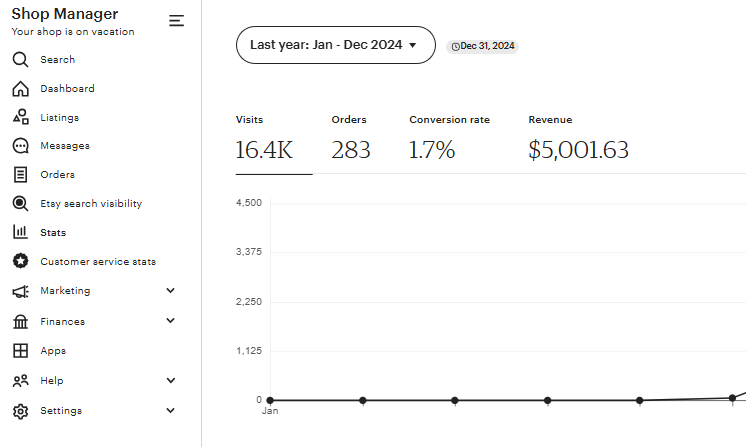 Shop Manager
Your shop is on vacation
Search
Dashboard
Listings
Messages
Orders
Etsy search visibility
Stats
Customer service stats
Marketing
Finances
Apps
Help
Settings
Last year: Jan - Dec 2024
Dec 31, 2024
Visits Orders Conversion rate Revenue
16.4K 283 1.7% $5,001.63
4,500
3,375
2,250
1,125
0
Jan